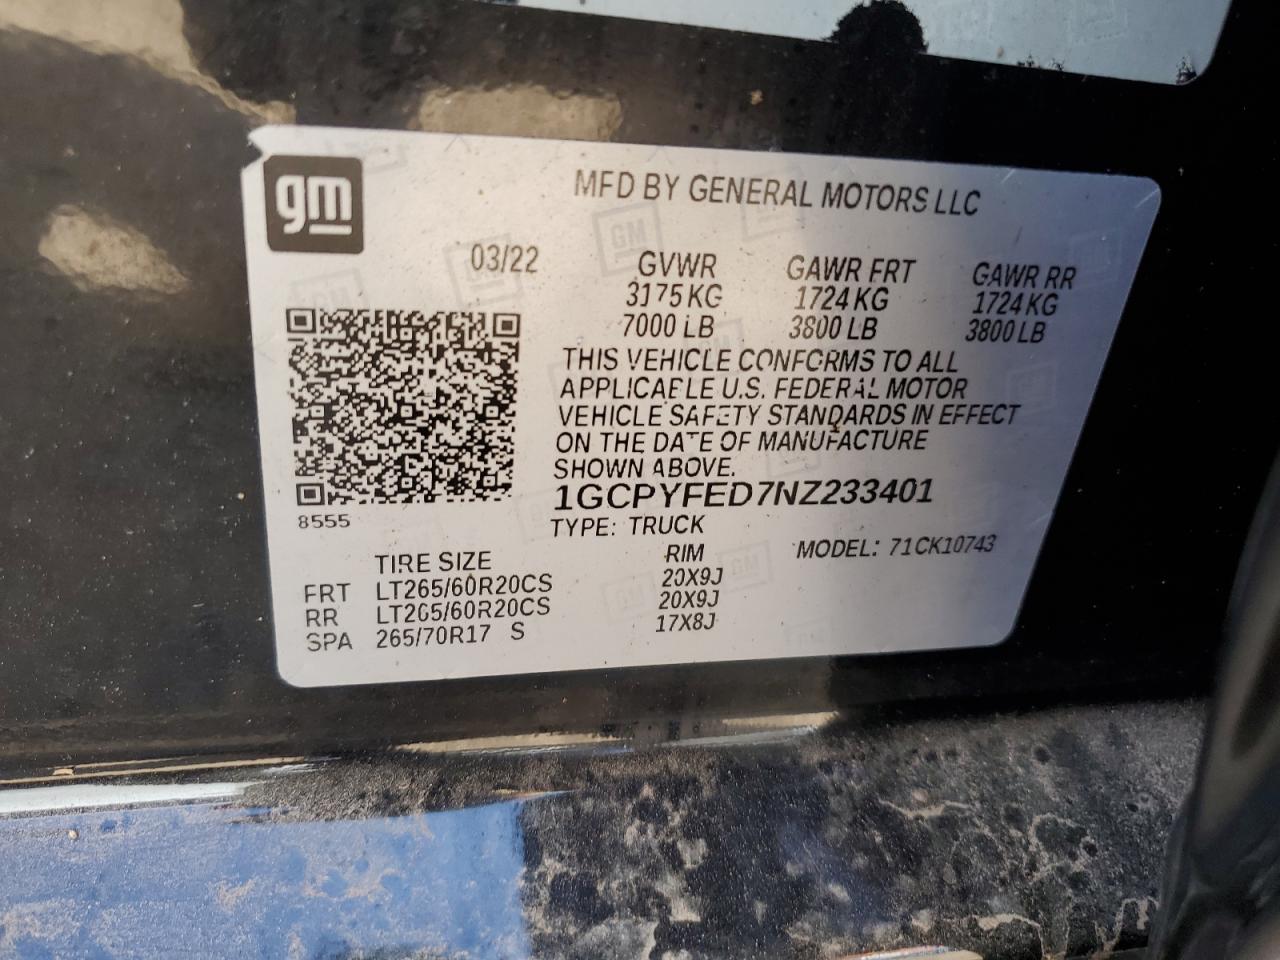 gm
MFD BY GENERAL MOTORS LLC
03/22 GVWR GAWR FRT GAWR RR
3175 KG 1724 KG 1724 KG
7000 LB 3800 LB 3800 LB
THIS VEHICLE CONFORMS TO ALL
APPLICABLE U.S. FEDERAL MOTOR
VEHICLE SAFETY STANDARDS IN EFFECT
ON THE DATE OF MANUFACTURE
SHOWN ABOVE.
1GCPYFED7NZ233401
8555
TYPE: TRUCK
TIRE SIZE RIM MODEL: 71CK10743
FRT LT265/60R20CS 20X9J
RR LT265/60R20CS 20X9J
SPA 265/70R17 S 17X8J